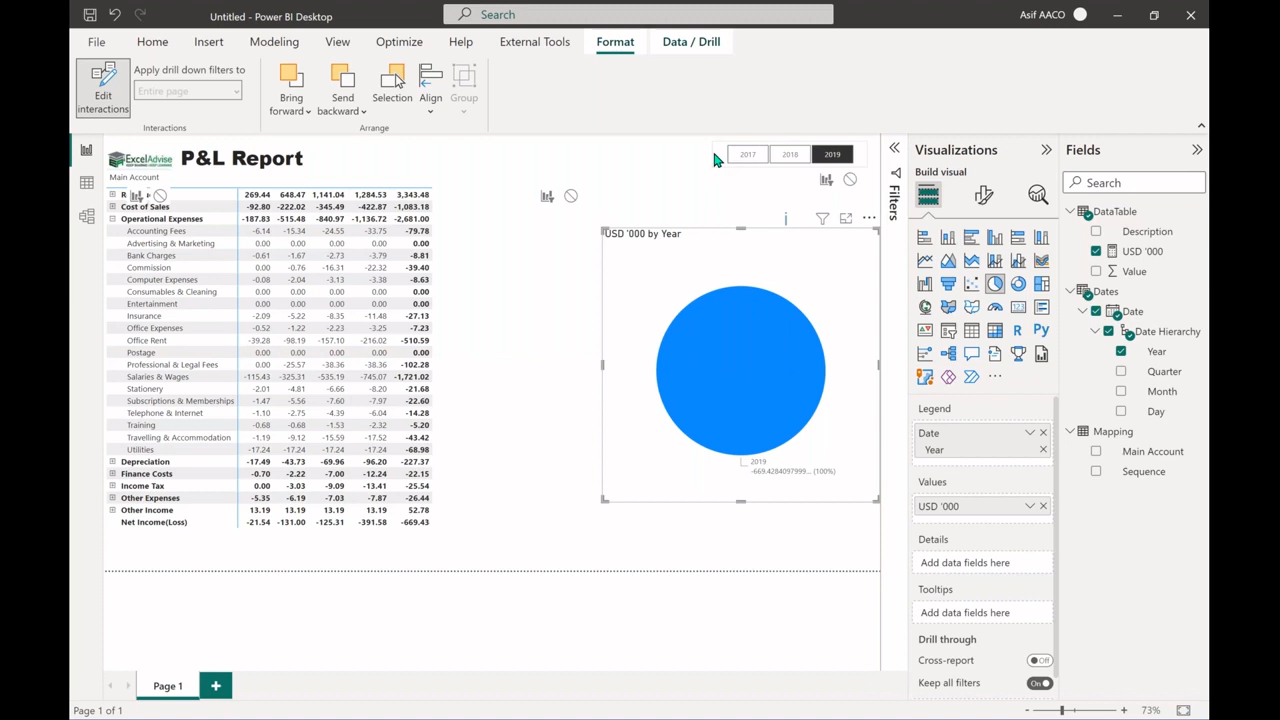 Untitled - Power BI Desktop
Search
Asif AACO
File Home Insert Modeling View Optimize Help External Tools Format Data / Drill
Edit interactions
Apply drill down filters to
Entire page
Bring forward
Send backward
Selection
Align
Group
Interactions
Arrange
ExcelAdvise
P&L Report
2017 2018 2019
Main Account
R 269.44 648.47 1,141.04 1,284.53 3,343.48
Cost of Sales -92.80 -222.02 -345.49 -422.87 -1,083.18
Operational Expenses -187.83 -515.48 -840.97 -1,136.72 -2,681.00
Accounting Fees -6.14 -15.34 -24.55 -33.75 -79.78
Advertising & Marketing 0.00 0.00 0.00 0.00 0.00
Bank Charges -0.61 -1.67 -2.73 -3.79 -8.81
Commission 0.00 -0.76 -16.31 -22.32 -39.40
Computer Expenses -0.08 -2.04 -3.13 -3.38 -8.63
Consumables & Cleaning 0.00 0.00 0.00 0.00 0.00
Entertainment 0.00 0.00 0.00 0.00 0.00
Insurance -2.09 -5.22 -8.35 -11.48 -27.13
Office Expenses -0.52 -1.22 -2.23 -3.25 -7.23
Office Rent -39.28 -98.19 -157.10 -216.02 -510.59
Postage 0.00 0.00 0.00 0.00 0.00
Professional & Legal Fees 0.00 -25.57 -38.36 -38.36 -102.28
Salaries & Wages -115.43 -325.31 -535.19 -745.07 -1,721.02
Stationery -2.01 -4.81 -6.66 -8.20 -21.68
Subscriptions & Memberships -1.47 -5.56 -7.60 -7.97 -22.60
Telephone & Internet -1.10 -2.75 -4.39 -6.04 -14.28
Training -0.68 -0.68 -1.53 -2.32 -5.20
Travelling & Accommodation -1.19 -9.12 -15.59 -17.52 -43.42
Utilities -17.24 -17.24 -17.24 -17.24 -68.98
Depreciation -17.49 -43.73 -69.96 -96.20 -227.37
Finance Costs -0.70 -2.22 -7.00 -12.24 -22.15
Income Tax 0.00 -3.03 -9.09 -13.41 -25.54
Other Expenses -5.35 -6.19 -7.03 -7.87 -26.44
Other Income 13.19 13.19 13.19 13.19 52.78
Net Income(Loss) -21.54 -131.00 -125.31 -391.58 -669.43
USD '000 by Year
2019
-669.4284097999... (100%)
Filters
Visualizations
Build visual
Legend
Date
Year
Values
USD '000
Details
Add data fields here
Tooltips
Add data fields here
Drill through
Cross-report Off
Keep all filters On
Fields
Search
DataTable
Description
USD '000
Value
Dates
Date
Date Hierarchy
Year
Quarter
Month
Day
Mapping
Main Account
Sequence
Page 1
Page 1 of 1
73%